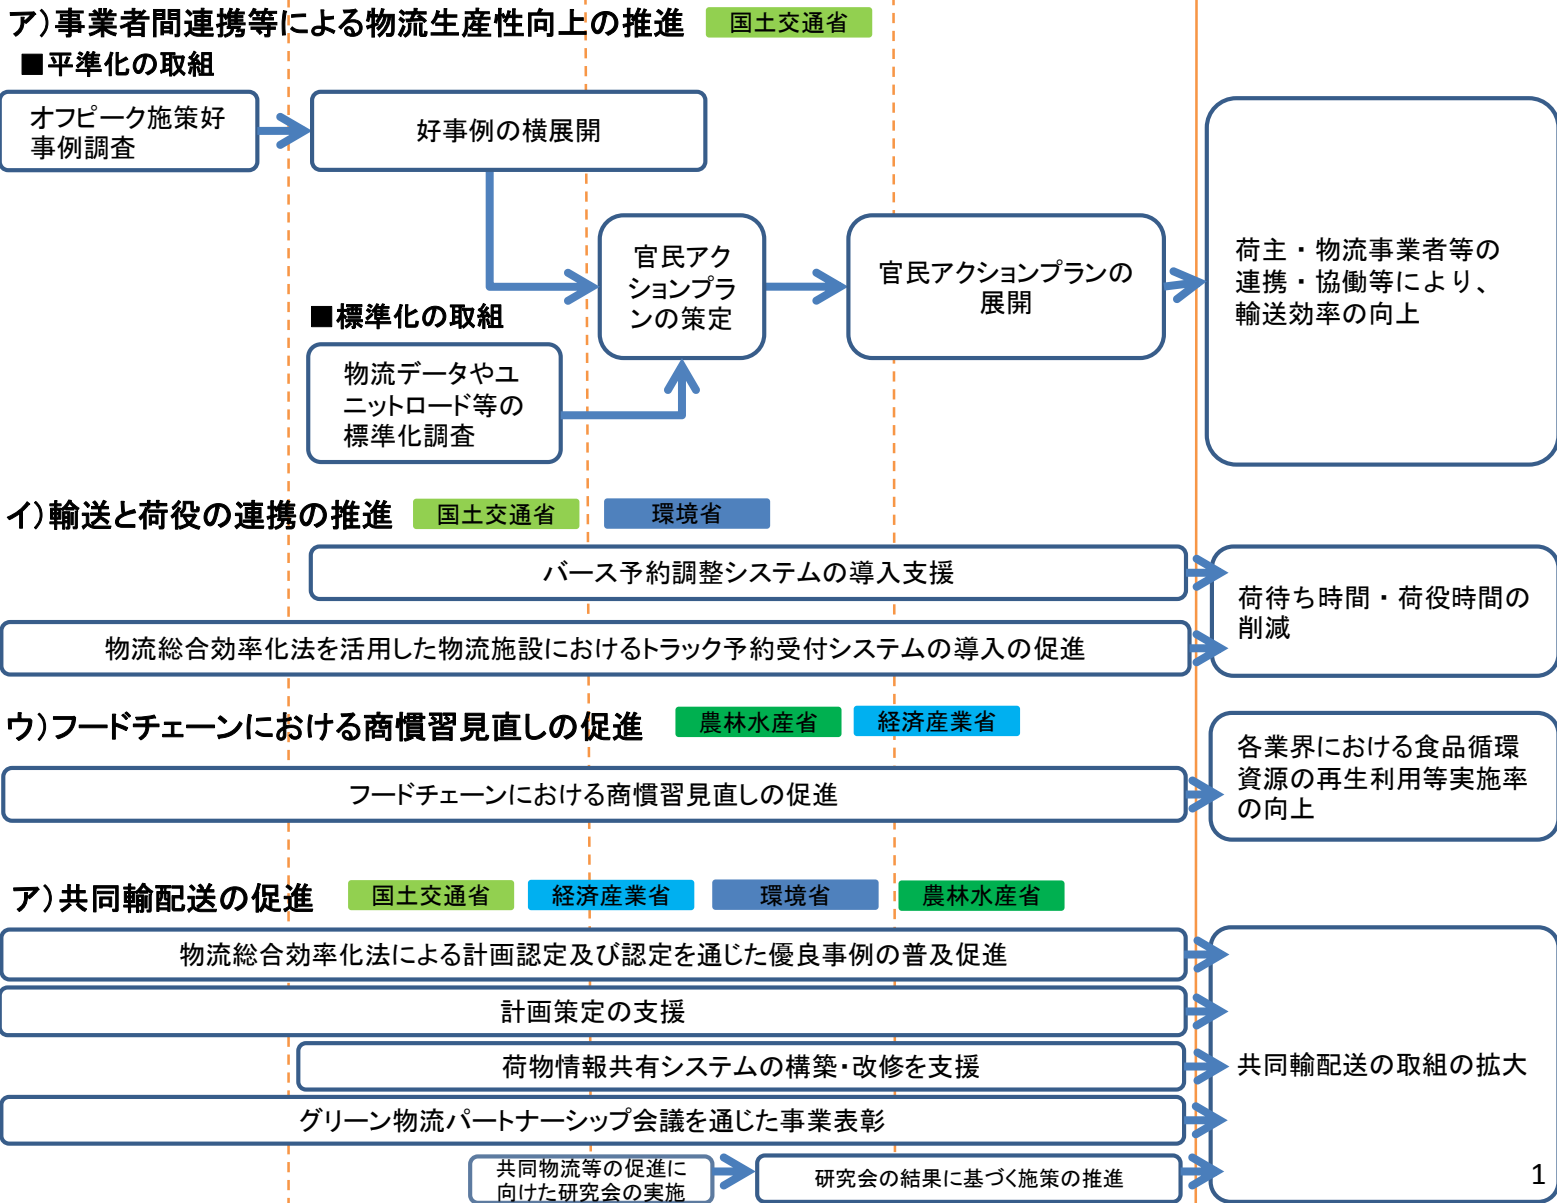 ア）事業者間連携等による物流生産性向上の推進
国土交通省
■平準化の取組
オフピーク施策好
事例調査
好事例の横展開
官民アク
ションプラ
ンの策定
官民アクションプランの
展開
荷主・物流事業者等の
連携・協働等により、
輸送効率の向上
■標準化の取組
物流データやユ
ニットロード等の
標準化調査
イ）輸送と荷役の連携の推進
国土交通省
環境省
バース予約調整システムの導入支援
物流総合効率化法を活用した物流施設におけるトラック予約受付システムの導入の促進
荷待ち時間・荷役時間の
削減
ウ）フードチェーンにおける商慣習見直しの促進
農林水産省
経済産業省
フードチェーンにおける商慣習見直しの促進
各業界における食品循環
資源の再生利用等実施率
の向上
ア）共同輸配送の促進
国土交通省
経済産業省
環境省
農林水産省
物流総合効率化法による計画認定及び認定を通じた優良事例の普及促進
計画策定の支援
荷物情報共有システムの構築・改修を支援
グリーン物流パートナーシップ会議を通じた事業表彰
共同物流等の促進に
向けた研究会の実施
研究会の結果に基づく施策の推進
共同輸配送の取組の拡大
1